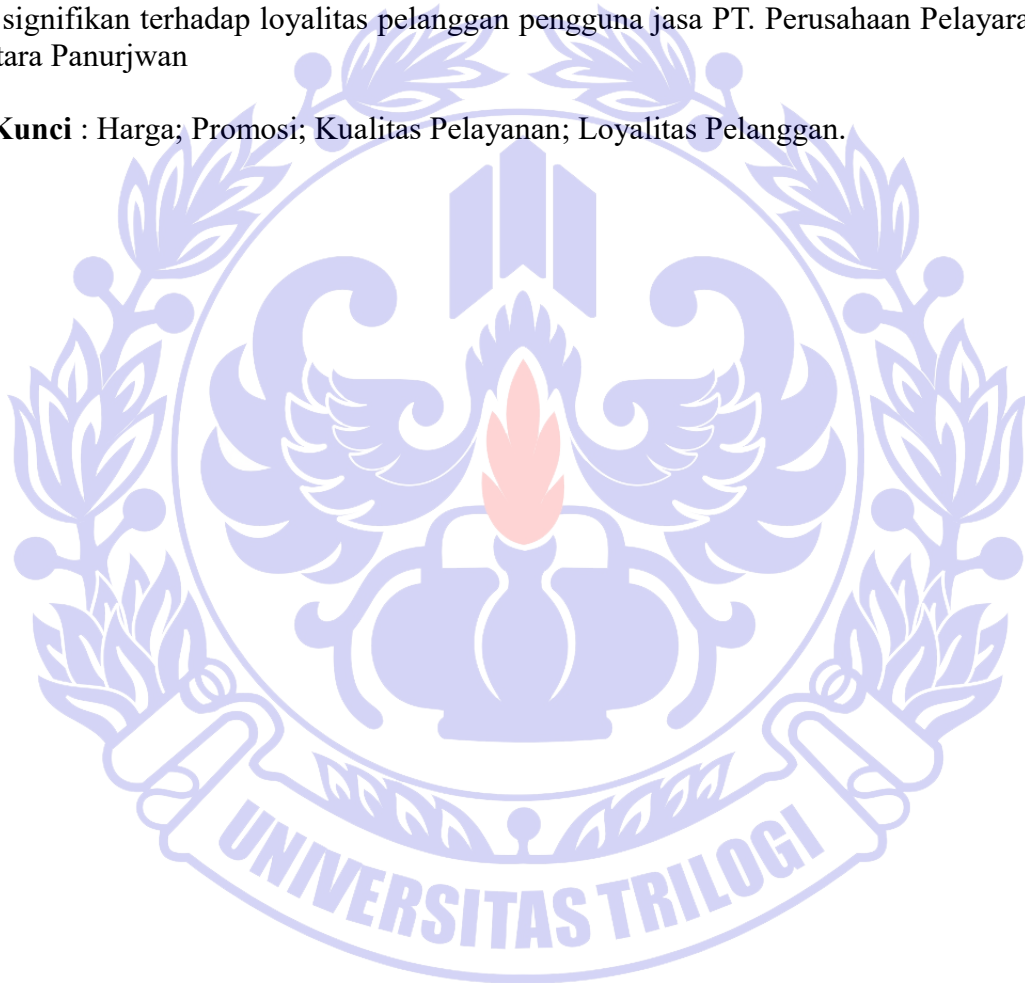 signifikan terhadap loyalitas pelanggan pengguna jasa PT. Perusahaan Pelayara
tara Panurjwan
Kunci : Harga; Promosi; Kualitas Pelayanan; Loyalitas Pelanggan.
UNIVERSITAS TRILOGI